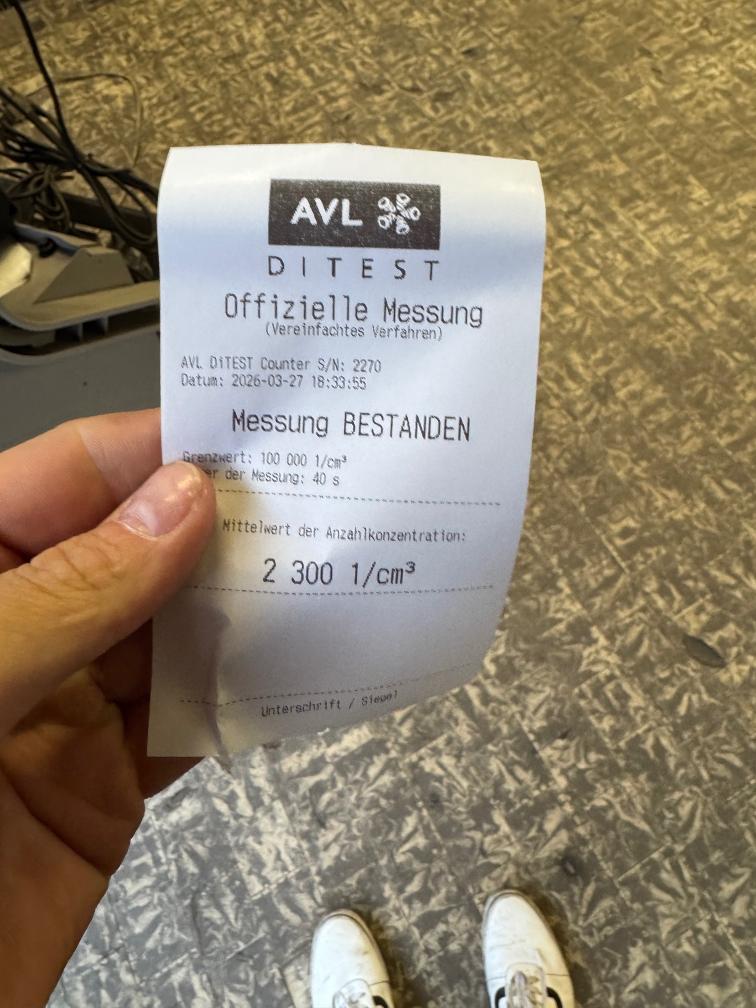 AVL
DITEST
Offizielle Messung
(Vereinfachtes Verfahren)
AVL DiTEST Counter S/N: 2270
Datum: 2026-03-27 18:33:55
Messung BESTANDEN
Grenzwert: 100 000 1/cm³
der Messung: 40 s
Mittelwert der Anzahlkonzentration:
2 300 1/cm³
Unterschrift / Siegel